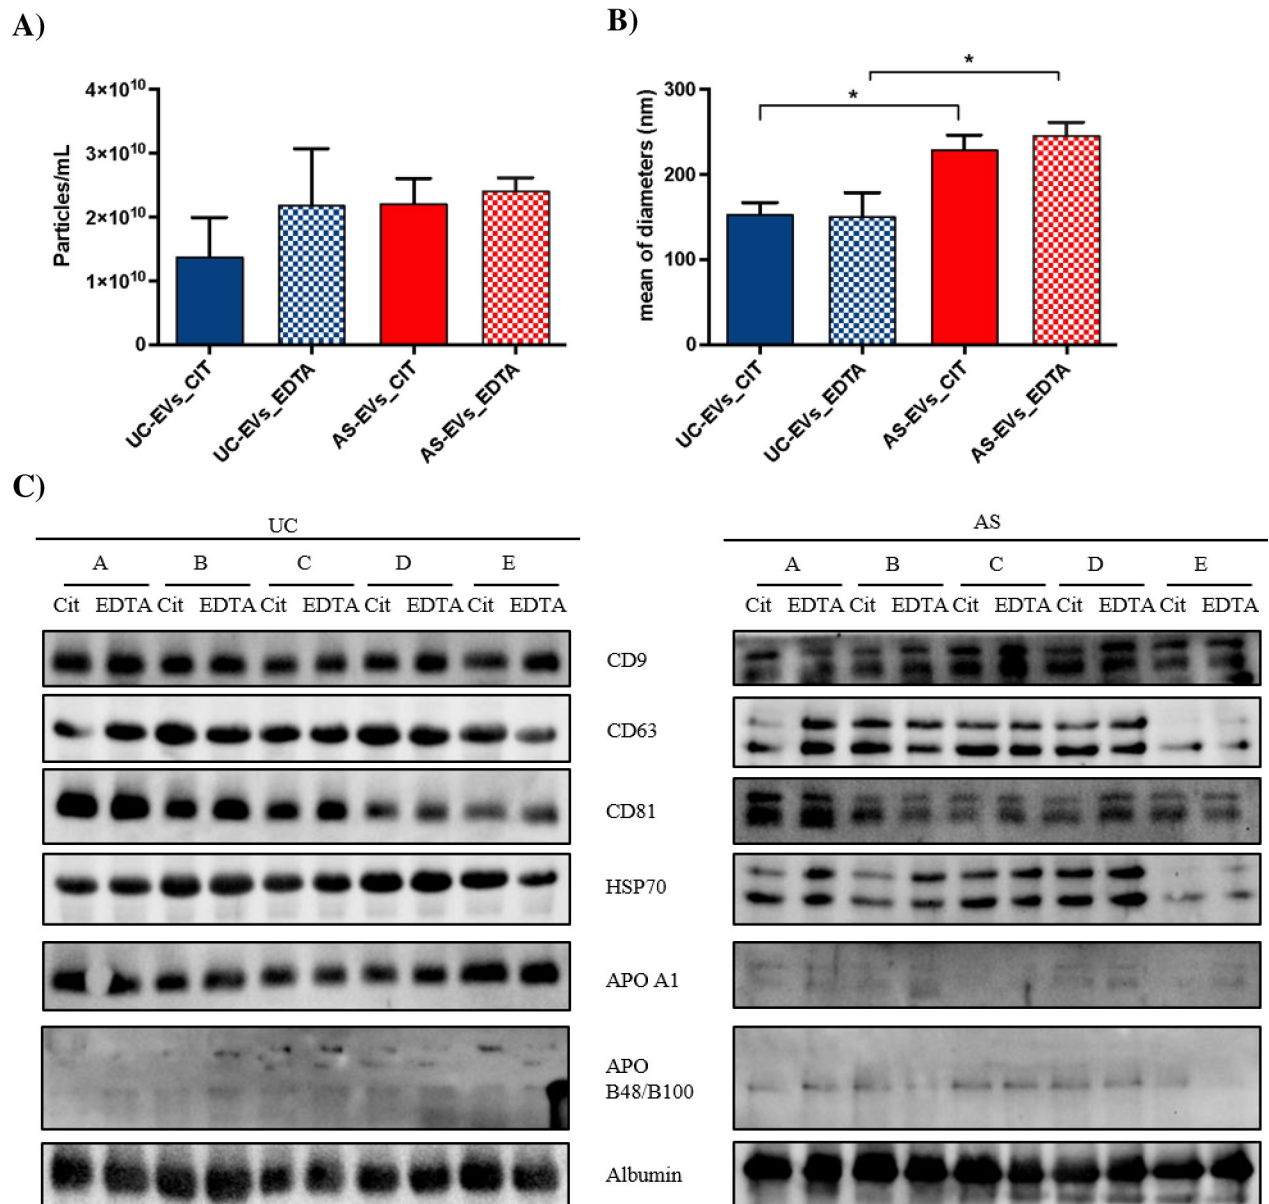 A)
4×10¹⁰
3×10¹⁰
2×10¹⁰
1×10¹⁰
0
Particles/mL
UC-EVs_CIT
UC-EVs_EDTA
AS-EVs_CIT
AS-EVs_EDTA
B)
*
*
300
200
100
0
mean of diameters (nm)
UC-EVs_CIT
UC-EVs_EDTA
AS-EVs_CIT
AS-EVs_EDTA
C)
UC
A B C D E
Cit EDTA Cit EDTA Cit EDTA Cit EDTA Cit EDTA
AS
A B C D E
Cit EDTA Cit EDTA Cit EDTA Cit EDTA Cit EDTA
CD9
CD63
CD81
HSP70
APO A1
APO
B48/B100
Albumin